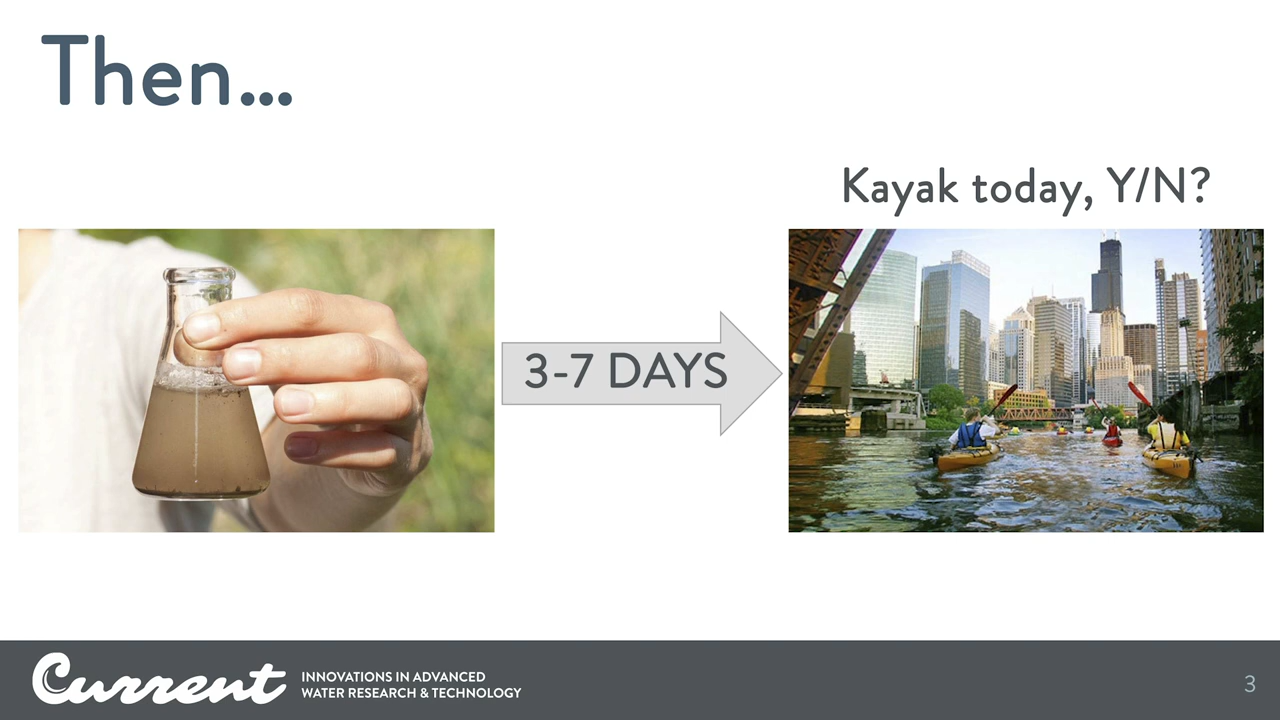 Then...
Kayak today, Y/N?
3-7 DAYS
Current
INNOVATIONS IN ADVANCED
WATER RESEARCH & TECHNOLOGY
3